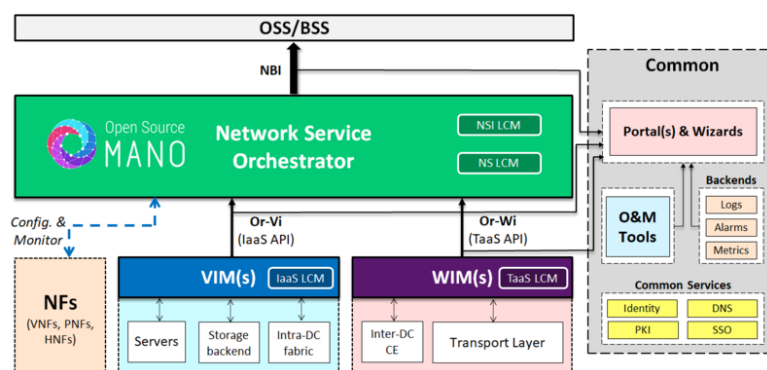 OSS/BSS
NBI
Common
Open Source
MANO
Network Service
Orchestrator
NSI LCM
NS LCM
Portal(s) & Wizards
Backends
Logs
Alarms
Metrics
O&M
Tools
Config. &
Monitor
Or-Vi
(IaaS API)
Or-Wi
(TaaS API)
NFs
(VNFs, PNFs,
HNFs)
VIM(s)
IaaS LCM
WIM(s)
TaaS LCM
Servers
Storage
backend
Intra-DC
fabric
Inter-DC
CE
Transport Layer
Common Services
Identity
DNS
PKI
SSO